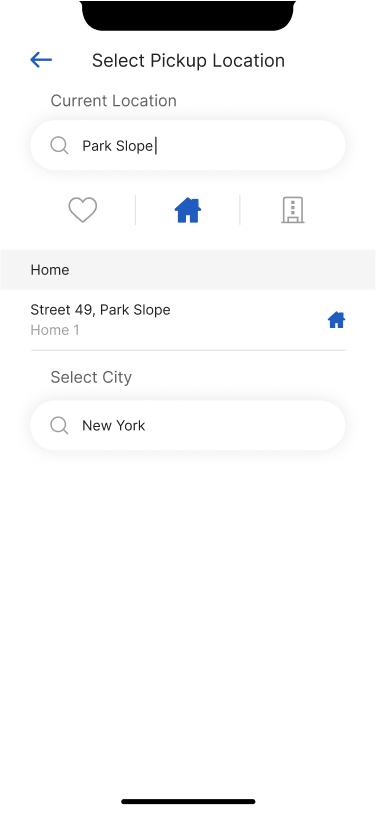 Select Pickup Location
Current Location
Park Slope
Home
Street 49, Park Slope
Home 1
Select City
New York